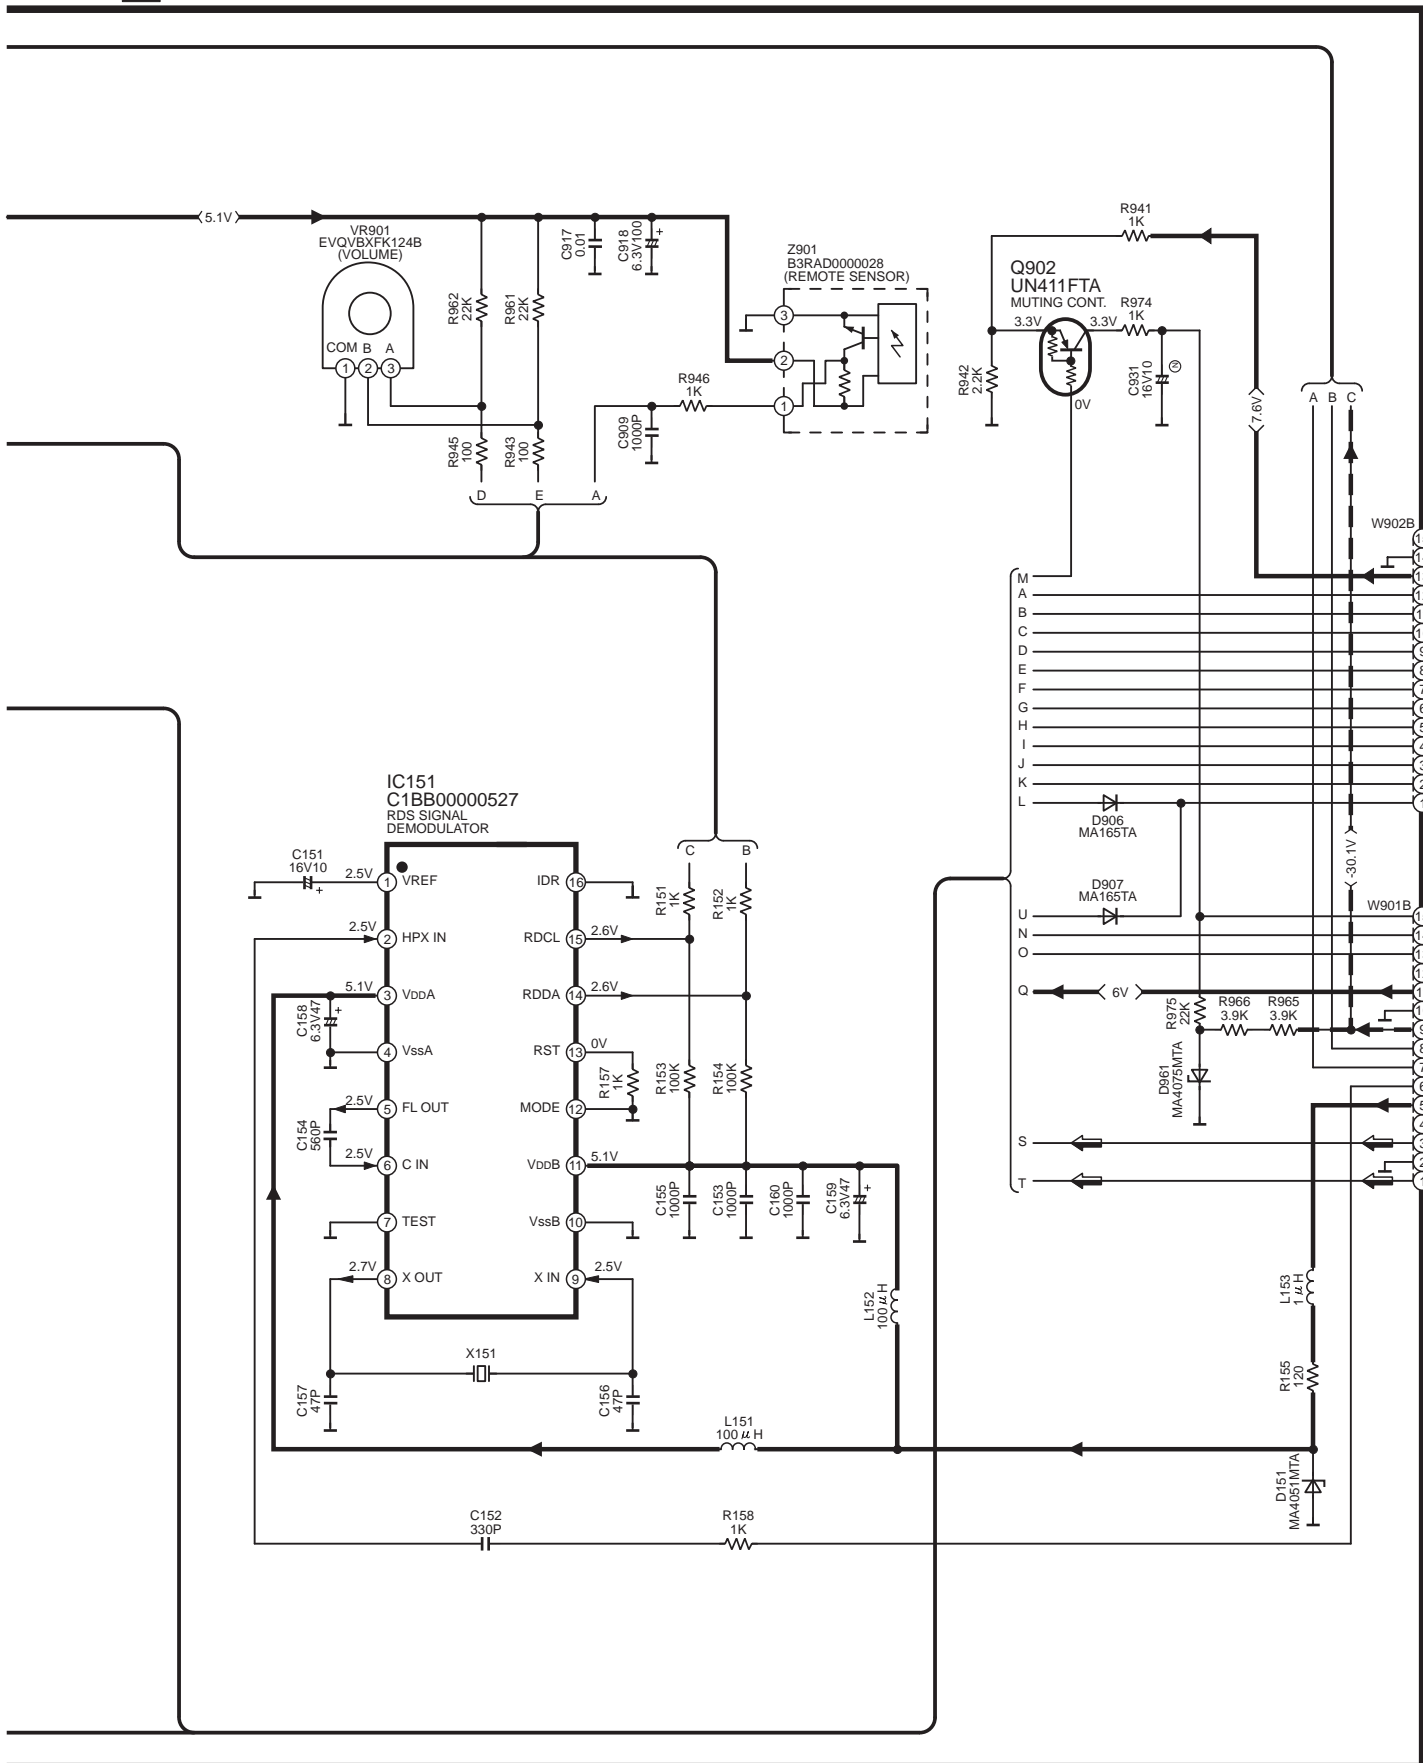 5.1V
VR901
EVQVBXFK124B
(VOLUME)
COM B A
1 2 3
R962
22K
R961
22K
C917
0.01
C918
6.3V100
+
R945
100
R943
100
D E A
R946
1K
C909
1000P
Z901
B3RAD0000028
(REMOTE SENSOR)
3
2
1
R941
1K
Q902
UN411FTA
MUTING CONT.
3.3V
3.3V
0V
R974
1K
R942
2.2K
C931
16V10
N
7.6V
A B C
W902B
M
A
B
C
D
E
F
G
H
I
J
K
L
D906
MA165TA
-30.1V
D907
MA165TA
W901B
U
N
O
Q
6V
R975
22K
R966
3.9K
R965
3.9K
D961
MA4075MTA
S
T
IC151
C1BB00000527
RDS SIGNAL
DEMODULATOR
C151
16V10
+
2.5V
1 VREF
IDR 16
2.5V
2 HPX IN
RDCL 15
2.6V
5.1V
3 VDDA
RDDA 14
2.6V
C158
6.3V47
+
4 VssA
RST 13
0V
R157
1K
2.5V
5 FL OUT
MODE 12
C154
560P
2.5V
6 C IN
VDDB 11
5.1V
7 TEST
VssB 10
2.7V
8 X OUT
X IN 9
2.5V
C B
R151
1K
R152
1K
R153
100K
R154
100K
C155
1000P
C153
1000P
C160
1000P
C159
6.3V47
+
L152
100 μ H
X151
C157
47P
C156
47P
L151
100 μ H
L153
1 μ H
R155
120
D151
MA4051MTA
C152
330P
R158
1K